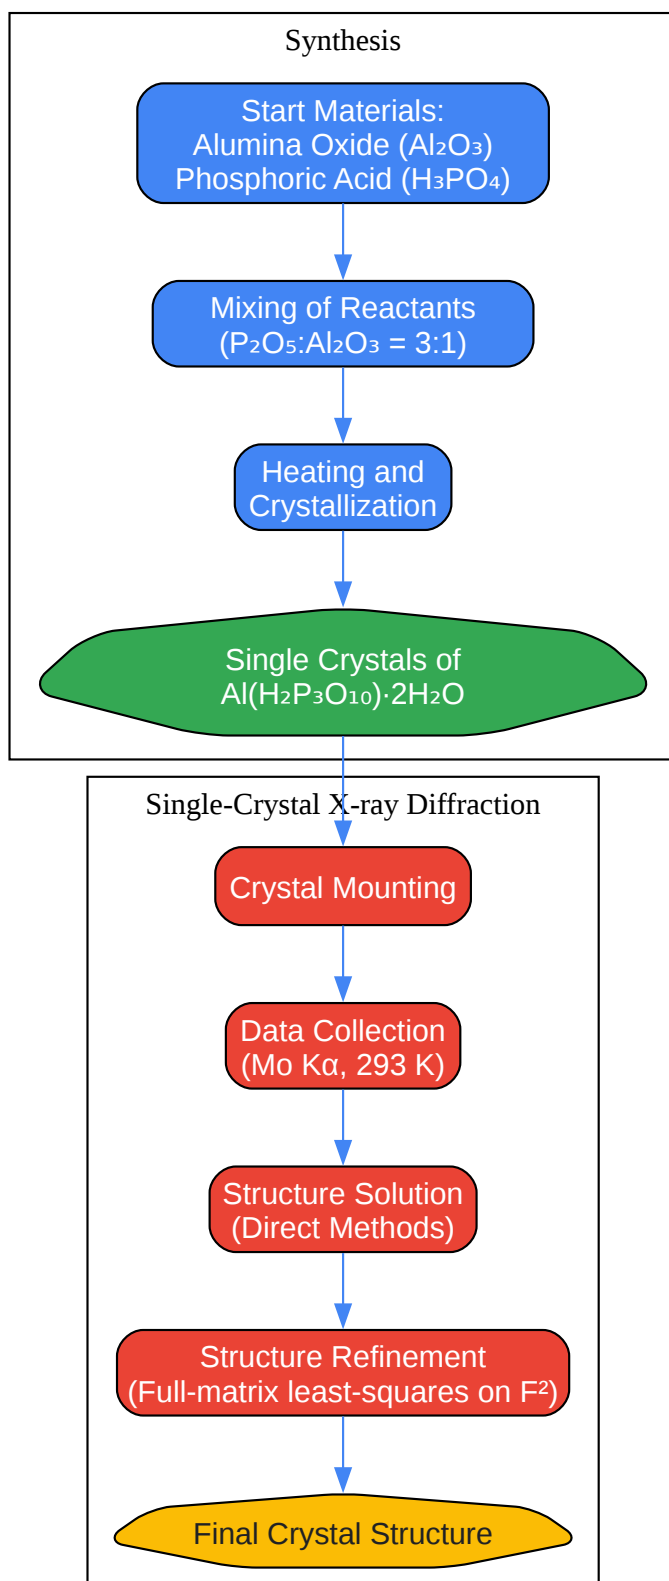 Synthesis
Start Materials:
Alumina Oxide (Al₂O₃)
Phosphoric Acid (H₃PO₄)
Mixing of Reactants
(P₂O₅:Al₂O₃ = 3:1)
Heating and
Crystallization
Single Crystals of
Al(H₂P₃O₁₀)·2H₂O
Single-Crystal X-ray Diffraction
Crystal Mounting
Data Collection
(Mo Kα, 293 K)
Structure Solution
(Direct Methods)
Structure Refinement
(Full-matrix least-squares on F²)
Final Crystal Structure